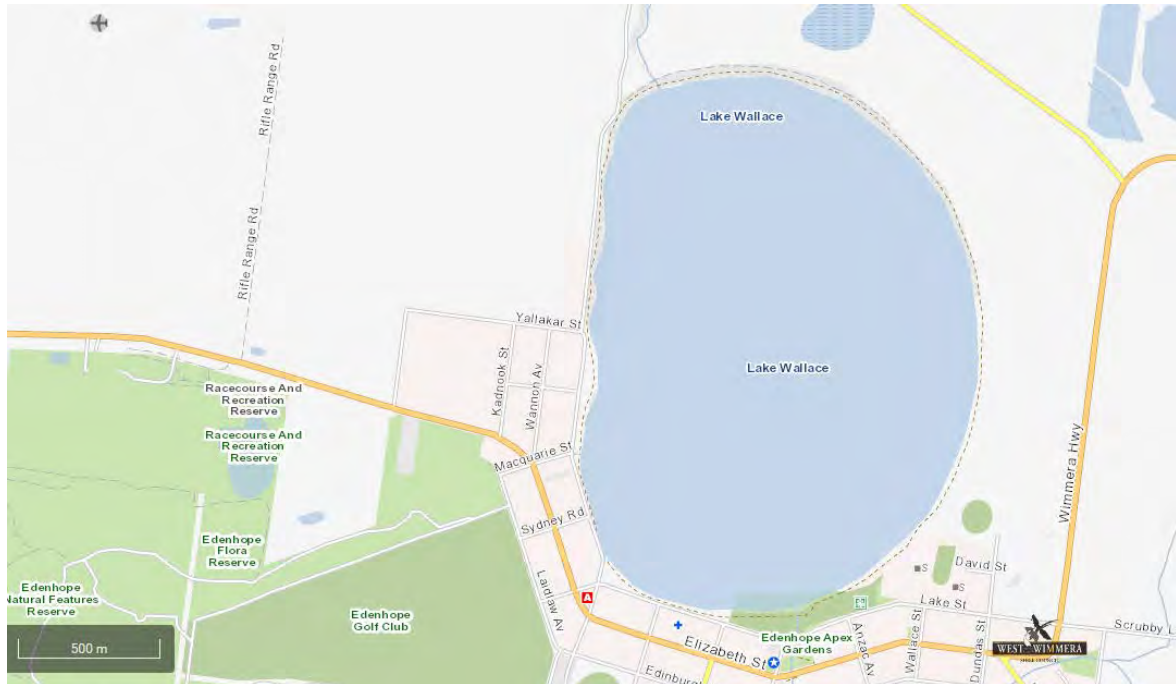 Rifle Range Rd
Rifle Range Rd
Lake Wallace
Lake Wallace
Yallakar St
Kadnook St
Wannon Av
Macquarie St
Sydney Rd
Laidlaw Av
Racecourse And
Recreation
Reserve
Racecourse And
Recreation
Reserve
Edenhope
Flora
Reserve
Edenhope
Natural Features
Reserve
Edenhope
Golf Club
500 m
A
Elizabeth St
Edinburg
Edenhope Apex
Gardens
Anzac Av
Wallace St
Dundas St
David St
S
S
Lake St
Scrubby L
Wimmera Hwy
WEST WIMMERA